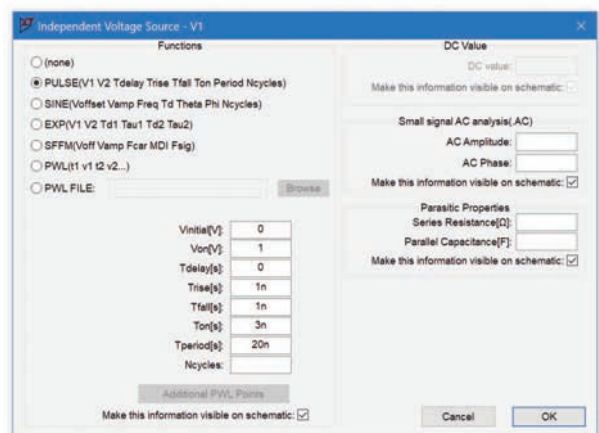 Independent Voltage Source - V1
Functions
(none)
PULSE(V1 V2 Tdelay Trise Tfall Ton Period Ncycles)
SINE(Voffset Vamp Freq Td Theta Phi Ncycles)
EXP(V1 V2 Td1 Tau1 Td2 Tau2)
SFFM(Voff Vamp Fcar MDI Fsig)
PWL(t1 v1 t2 v2...)
PWL FILE: Browse
Vinitial[V]: 0
Von[V]: 1
Tdelay[s]: 0
Trise[s]: 1n
Tfall[s]: 1n
Ton[s]: 3n
Tperiod[s]: 20n
Ncycles:
Additional PWL Points
Make this information visible on schematic:
DC Value
DC value:
Make this information visible on schematic:
Small signal AC analysis(.AC)
AC Amplitude:
AC Phase:
Make this information visible on schematic:
Parasitic Properties
Series Resistance[Ω]:
Parallel Capacitance[F]:
Make this information visible on schematic:
Cancel OK